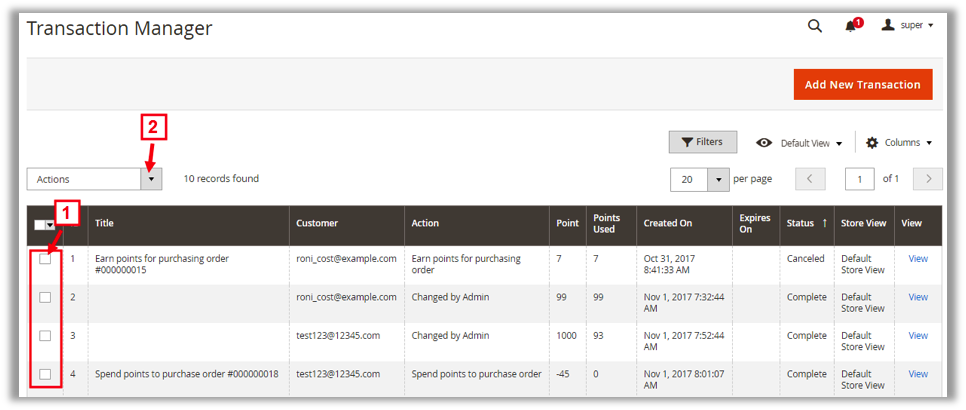 Transaction Manager
1
super
Add New Transaction
2
Filters
Default View
Columns
Actions
10 records found
20
per page
1
of 1
1
Title
Customer
Action
Point
Points
Used
Created On
Expires
On
Status ↑
Store View
View
1
Earn points for purchasing order
#000000015
roni_cost@example.com
Earn points for purchasing
order
7
7
Oct 31, 2017
8:41:33 AM
Canceled
Default
Store View
View
2
roni_cost@example.com
Changed by Admin
99
99
Nov 1, 2017 7:32:44
AM
Complete
Default
Store View
View
3
test123@12345.com
Changed by Admin
1000
93
Nov 1, 2017 7:52:44
AM
Complete
Default
Store View
View
4
Spend points to purchase order #000000018
test123@12345.com
Spend points to purchase order
-45
0
Nov 1, 2017 8:01:07
AM
Complete
Default
Store View
View